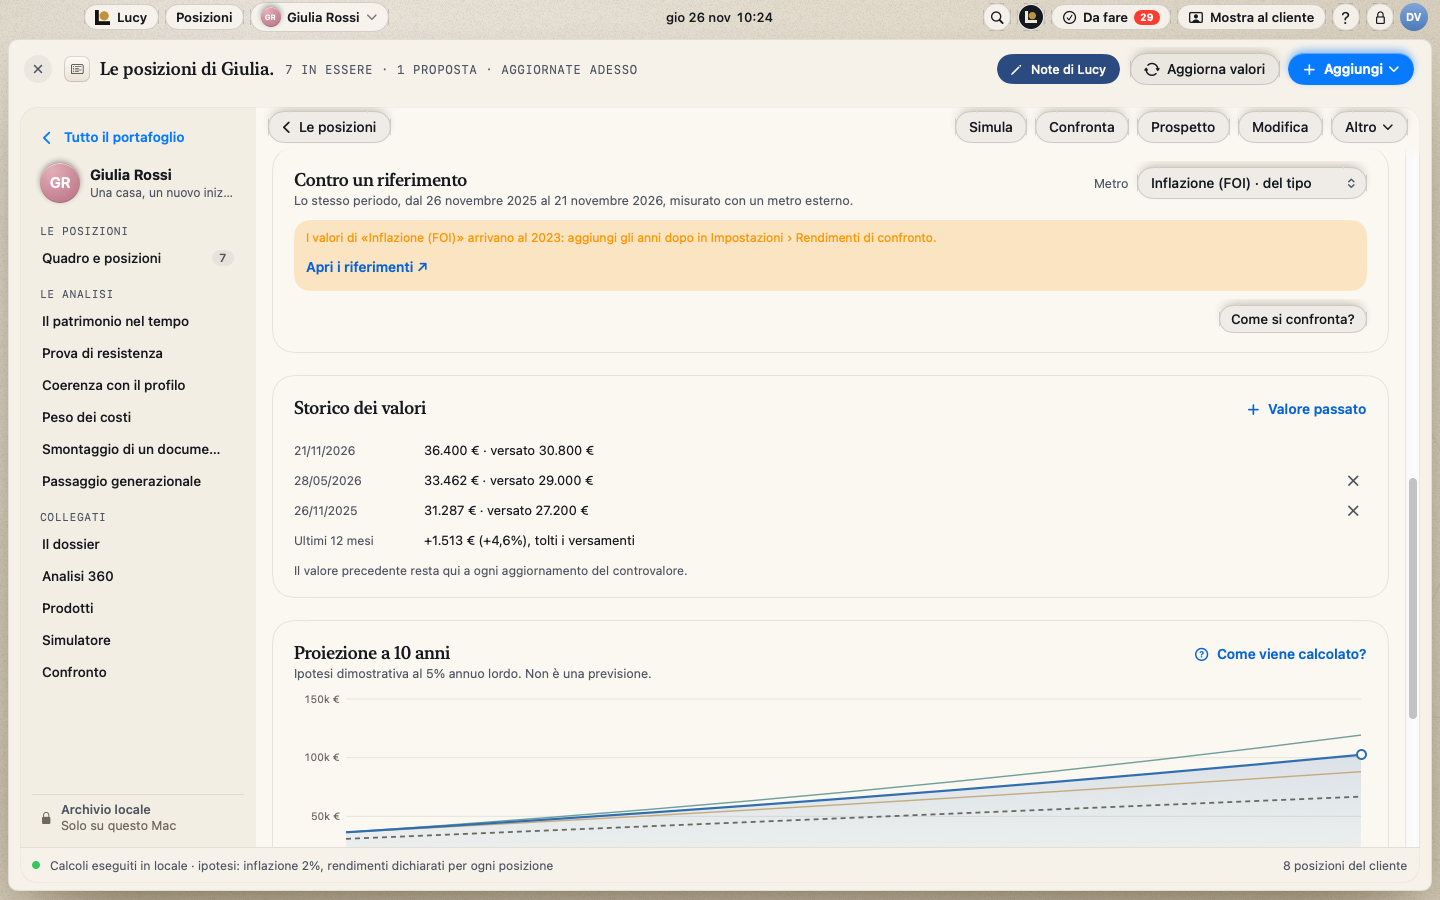 Lucy
Posizioni
GR Giulia Rossi
gio 26 nov 10:24
Da fare 29
Mostra al cliente
?
DV
Le posizioni di Giulia.
7 IN ESSERE · 1 PROPOSTA · AGGIORNATE ADESSO
Note di Lucy
Aggiorna valori
+ Aggiungi
Tutto il portafoglio
GR
Giulia Rossi
Una casa, un nuovo iniz…
LE POSIZIONI
Quadro e posizioni 7
LE ANALISI
Il patrimonio nel tempo
Prova di resistenza
Coerenza con il profilo
Peso dei costi
Smontaggio di un docume…
Passaggio generazionale
COLLEGATI
Il dossier
Analisi 360
Prodotti
Simulatore
Confronto
Archivio locale
Solo su questo Mac
Le posizioni
Simula
Confronta
Prospetto
Modifica
Altro
Contro un riferimento
Lo stesso periodo, dal 26 novembre 2025 al 21 novembre 2026, misurato con un metro esterno.
Metro
Inflazione (FOI) · del tipo
I valori di «Inflazione (FOI)» arrivano al 2023: aggiungi gli anni dopo in Impostazioni › Rendimenti di confronto.
Apri i riferimenti ↗
Come si confronta?
Storico dei valori
+ Valore passato
21/11/2026 36.400 € · versato 30.800 €
28/05/2026 33.462 € · versato 29.000 €
26/11/2025 31.287 € · versato 27.200 €
Ultimi 12 mesi +1.513 € (+4,6%), tolti i versamenti
Il valore precedente resta qui a ogni aggiornamento del controvalore.
Proiezione a 10 anni
Ipotesi dimostrativa al 5% annuo lordo. Non è una previsione.
Come viene calcolato?
150k €
100k €
50k €
Calcoli eseguiti in locale · ipotesi: inflazione 2%, rendimenti dichiarati per ogni posizione
8 posizioni del cliente